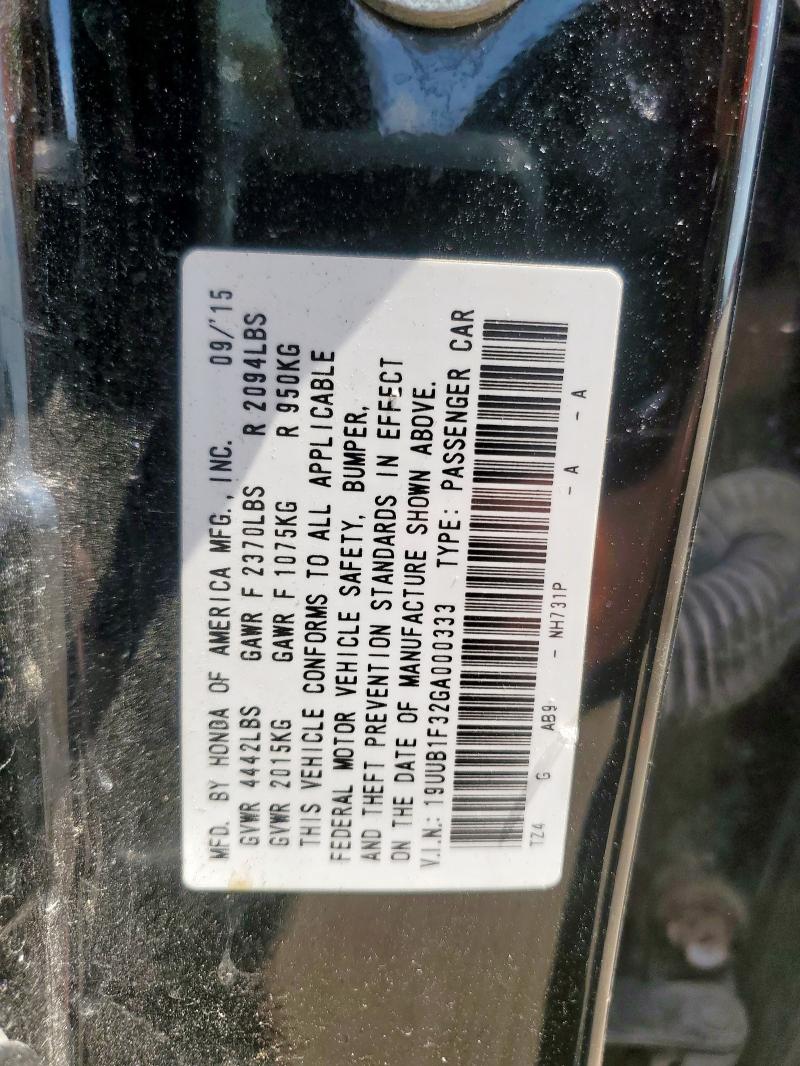 MFD. BY HONDA OF AMERICA MFG., INC. 09/'15
GVWR 4442LBS GAWR F 2370LBS R 2094LBS
GVWR 2015KG GAWR F 1075KG R 950KG
THIS VEHICLE CONFORMS TO ALL APPLICABLE
FEDERAL MOTOR VEHICLE SAFETY, BUMPER,
AND THEFT PREVENTION STANDARDS IN EFFECT
ON THE DATE OF MANUFACTURE SHOWN ABOVE.
V.I.N.: 19UUB1F32GA000333 TYPE: PASSENGER CAR
TZ4 G AB9 - NH731P - A - A